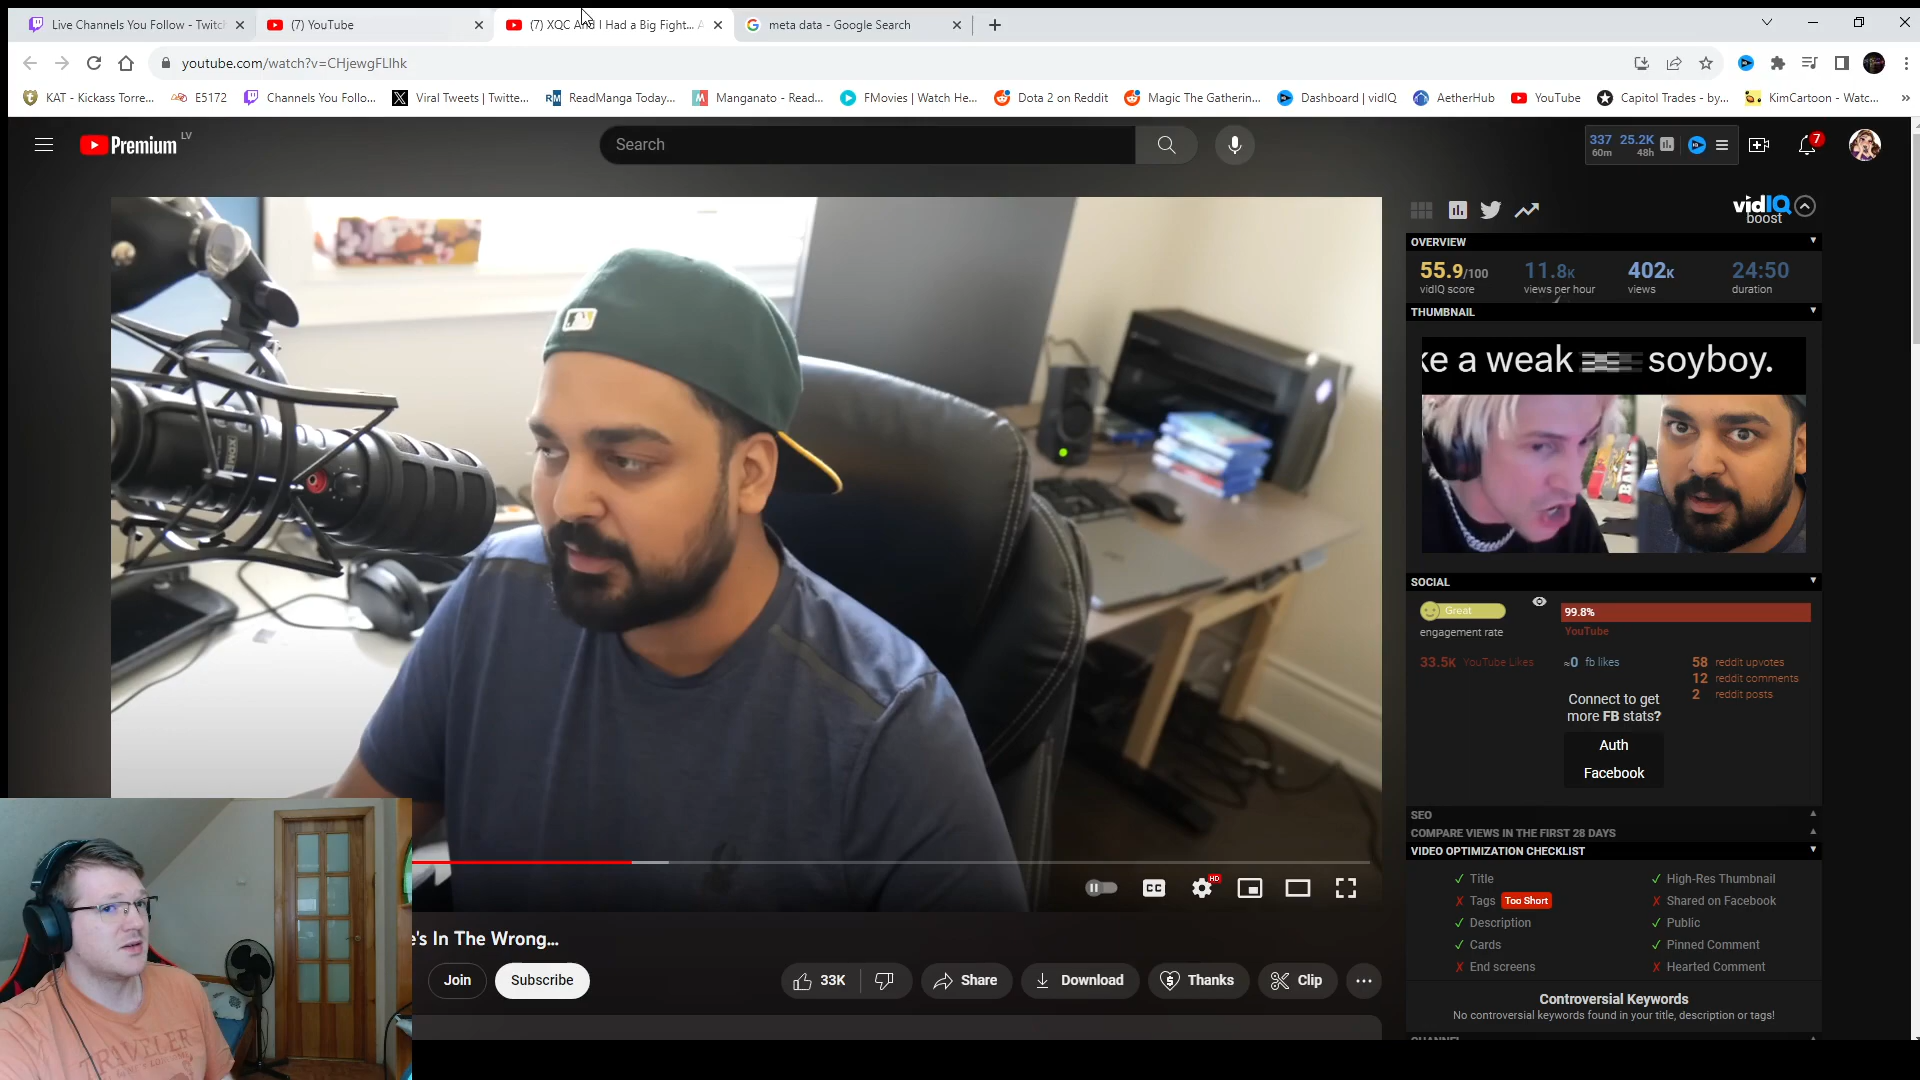 Live Channels You Follow - Twitc
(7) YouTube
(7) XQC And I Had a Big Fight... A
meta data - Google Search
youtube.com/watch?v=CHjewgFLIhk
KAT - Kickass Torre...
E5172
Channels You Follo...
Viral Tweets | Twitte...
RM
ReadManga Today...
Manganato - Read...
FMovies | Watch He...
Dota 2 on Reddit
Magic The Gatherin...
Dashboard | vidIQ
AetherHub
YouTube
Capitol Trades - by...
KimCartoon - Watc...
»
Premium LV
Search
337 25.2K
60m 48h
7
vidIQ
boost
OVERVIEW
55.9/100 11.8K 402K 24:50
vidIQ score views per hour views duration
THUMBNAIL
ke a weak soyboy.
SOCIAL
Great 99.8%
engagement rate YouTube
33.5K YouTube Likes ≈0 fb likes 58 reddit upvotes
12 reddit comments
2 reddit posts
Connect to get
more FB stats?
Auth
Facebook
SEO
COMPARE VIEWS IN THE FIRST 28 DAYS
VIDEO OPTIMIZATION CHECKLIST
✓ Title ✓ High-Res Thumbnail
✗ Tags Too Short ✗ Shared on Facebook
✓ Description ✓ Public
✓ Cards ✓ Pinned Comment
✗ End screens ✗ Hearted Comment
Controversial Keywords
No controversial keywords found in your title, description or tags!
CC
HD
e's In The Wrong...
Join
Subscribe
33K
Share
Download
Thanks
Clip
TRAVELER